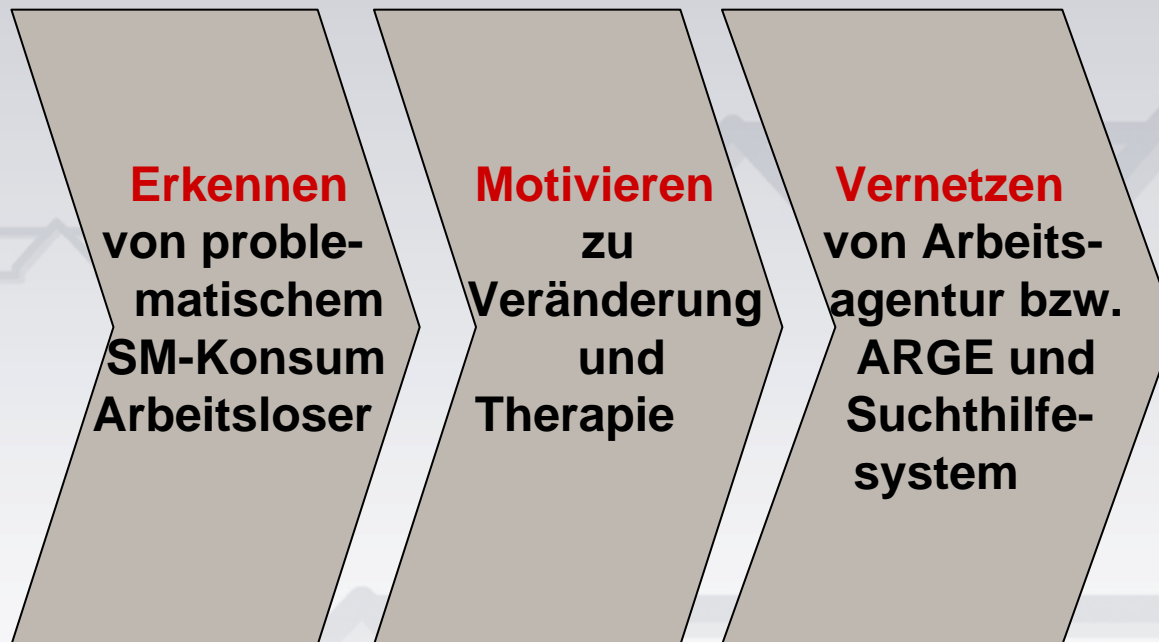 Erkennen
von proble-
matischem
SM-Konsum
Arbeitsloser
Motivieren
zu
Veränderung
und
Therapie
Vernetzen
von Arbeits-
agentur bzw.
ARGE und
Suchthilfe-
system